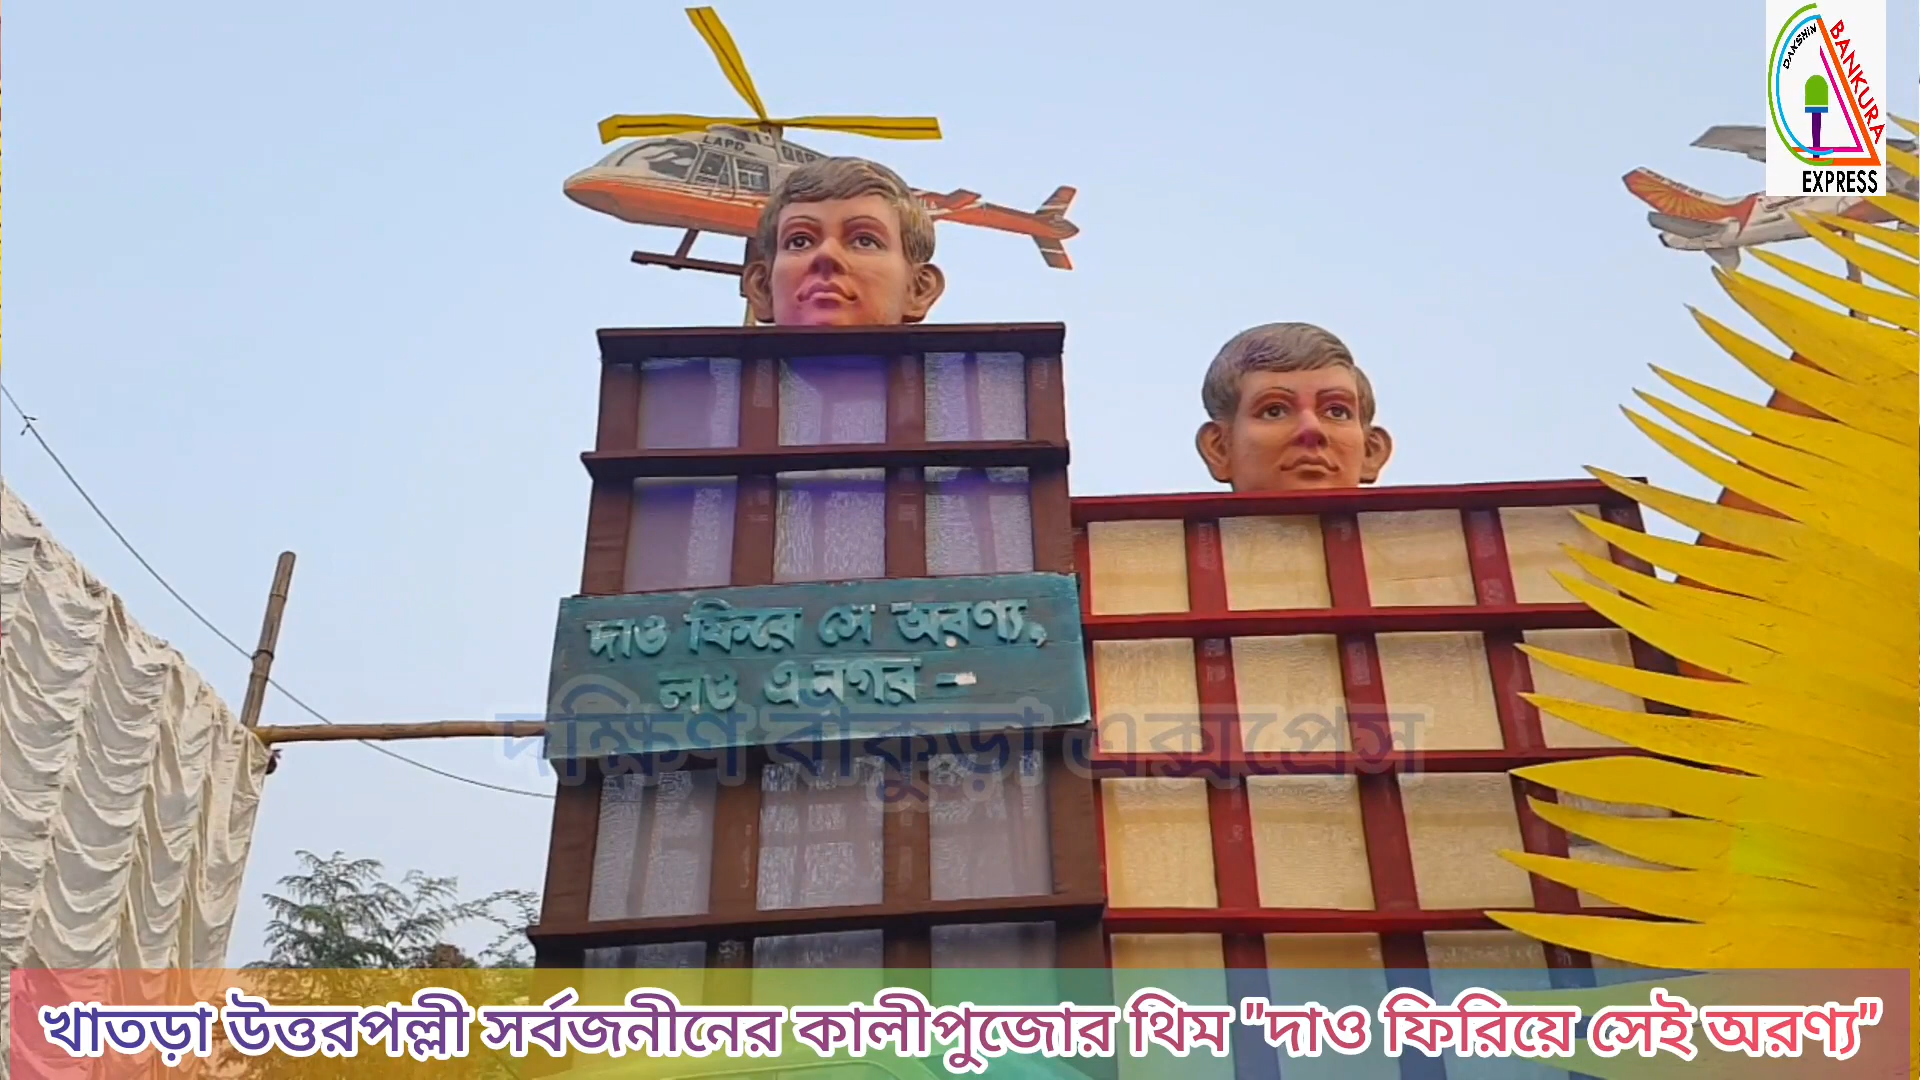 DAKSHIN
BANKURA
EXPRESS
LAPD
দাও ফিরে সে অরণ্য,
লও এ নগর -
দক্ষিণ বাঁকুড়া এক্সপ্রেস
খাতড়া উত্তরপল্লী সর্বজনীনের কালীপুজোর থিম "দাও ফিরিয়ে সেই অরণ্য"